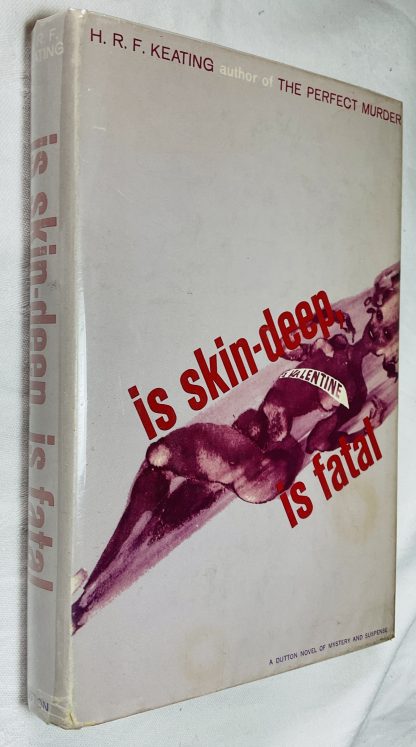 H. R. F. KEATING author of THE PERFECT MURDER
is skin-deep,
is fatal
VALENTINE
A DUTTON NOVEL OF MYSTERY AND SUSPENSE
R. F.
ATING
is skin-deep is fatal